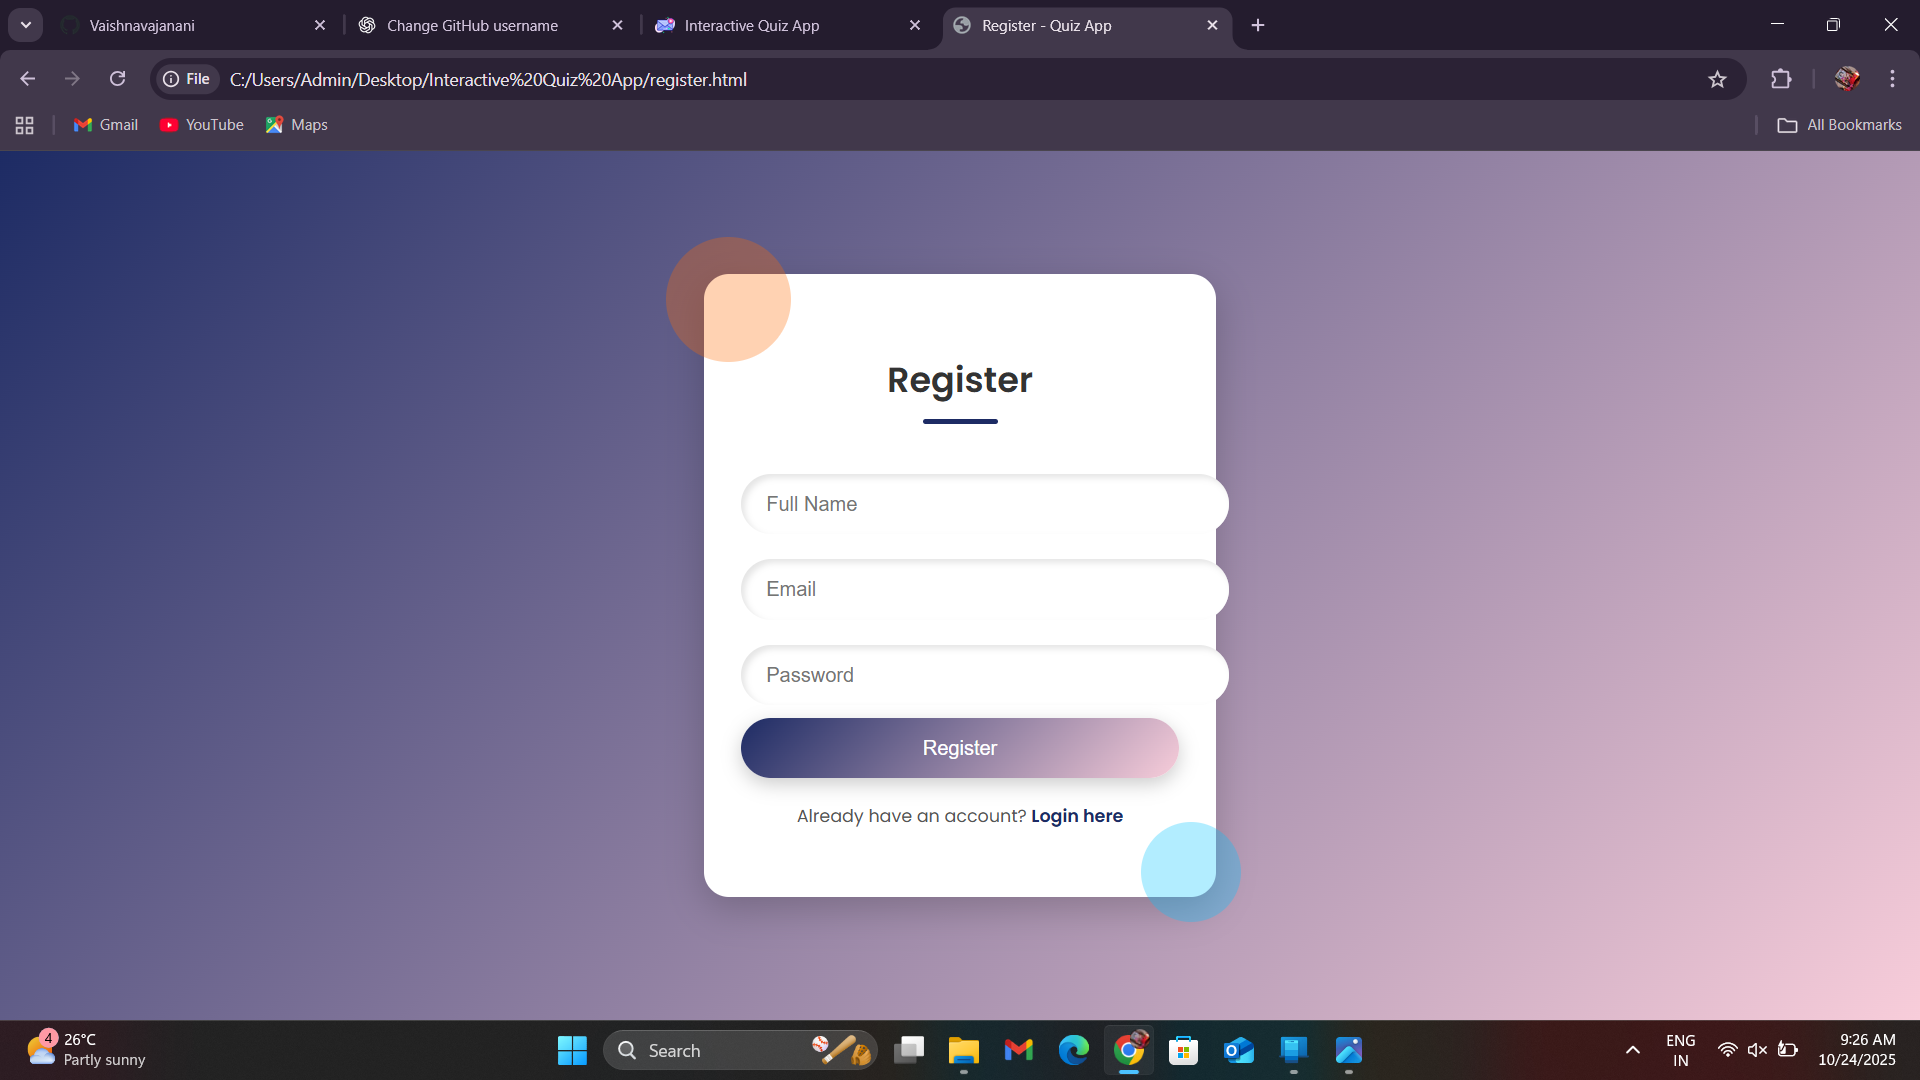 Vaishnavajanani
Change GitHub username
Interactive Quiz App
Register - Quiz App
File
C:/Users/Admin/Desktop/Interactive%20Quiz%20App/register.html
Gmail
YouTube
Maps
All Bookmarks
Register
Full Name
Email
Password
Register
Already have an account? Login here
4
26°C
Partly sunny
Search
ENG
IN
9:26 AM
10/24/2025